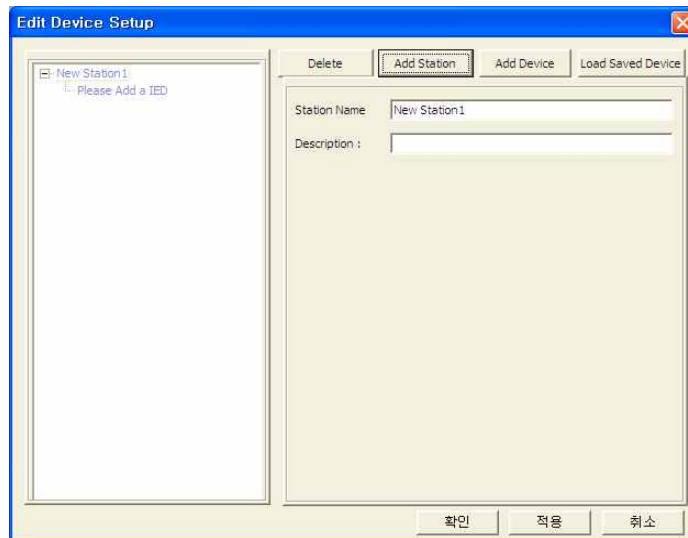 Edit Device Setup
New Station1
Please Add a IED
Delete
Add Station
Add Device
Load Saved Device
Station Name
New Station1
Description :
확인
적용
취소